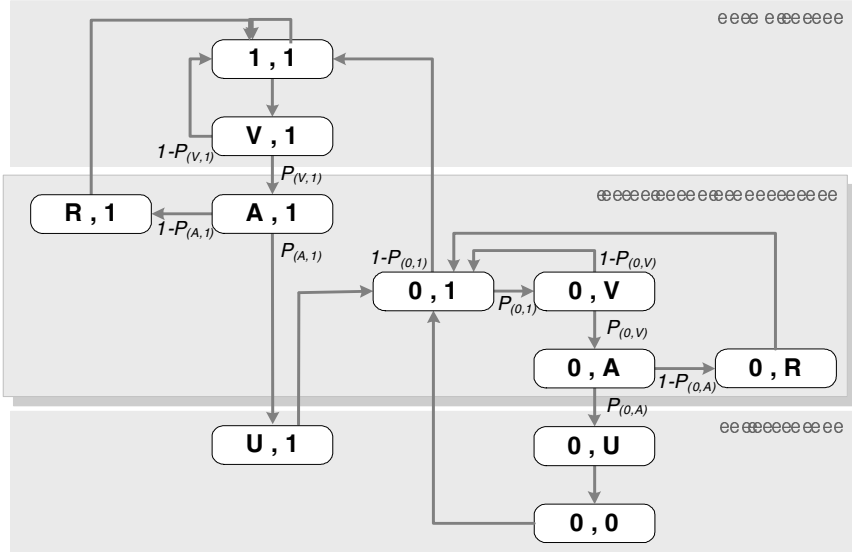 1 , 1
V , 1
1-P(V,1)
P(V,1)
R , 1
A , 1
1-P(A,1)
P(A,1)
1-P(0,1)
1-P(0,V)
0 , 1
0 , V
P(0,1)
P(0,V)
0 , A
0 , R
1-P(0,A)
P(0,A)
U , 1
0 , U
0 , 0